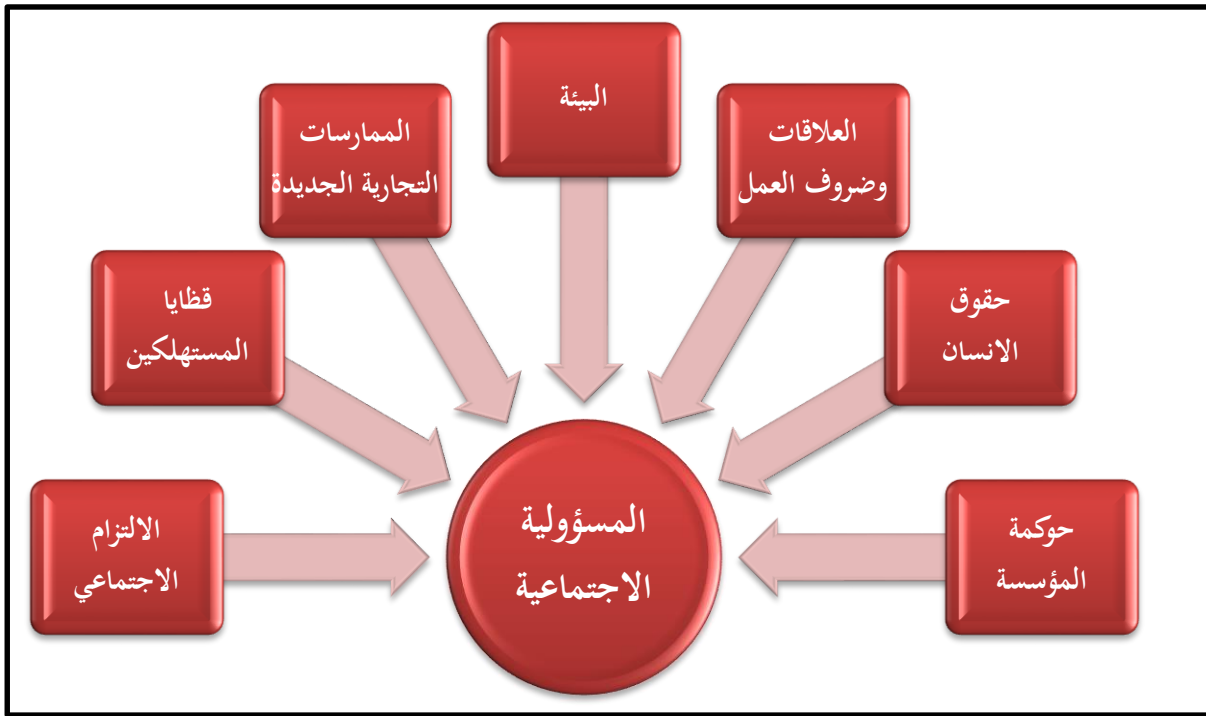 البيئة
العلاقات
وضروف العمل
الممارسات
التجارية الجديدة
حقوق
الانسان
قظايا
المستهلكين
حوكمة
المؤسسة
الالتزام
الاجتماعي
المسؤولية
الاجتماعية